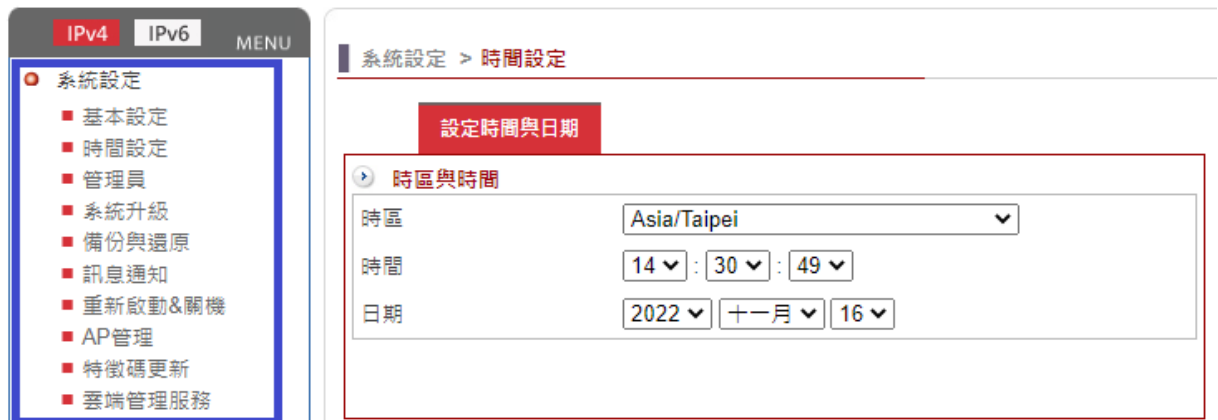 IPv4 IPv6 MENU
系統設定
基本設定
時間設定
管理員
系統升級
備份與還原
訊息通知
重新啟動&關機
AP管理
特徵碼更新
雲端管理服務
系統設定 > 時間設定
設定時間與日期
時區與時間
時區 Asia/Taipei
時間 14 : 30 : 49
日期 2022 十一月 16